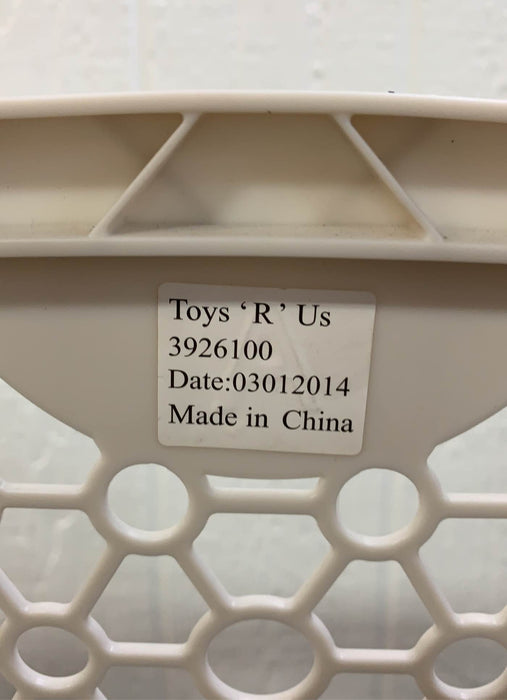 Toys ‘R’ Us
3926100
Date:03012014
Made in China